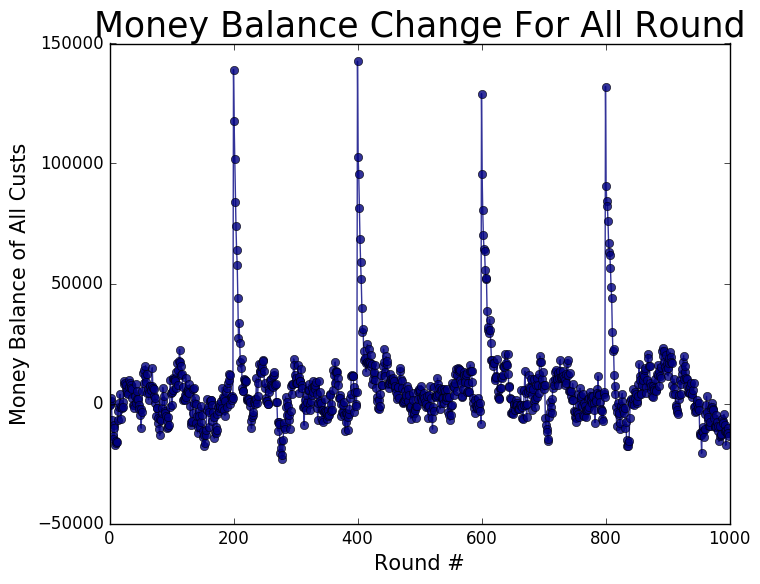 Money Balance Change For All Round
150000
100000
50000
0
−50000
Money Balance of All Custs
0 200 400 600 800 1000
Round #